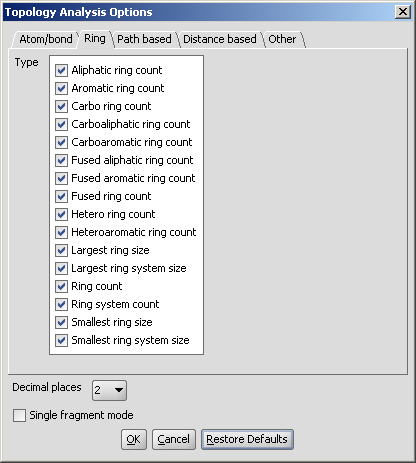 Topology Analysis Options
Atom/bond Ring Path based Distance based Other
Type
Aliphatic ring count
Aromatic ring count
Carbo ring count
Carboaliphatic ring count
Carboaromatic ring count
Fused aliphatic ring count
Fused aromatic ring count
Fused ring count
Hetero ring count
Heteroaromatic ring count
Largest ring size
Largest ring system size
Ring count
Ring system count
Smallest ring size
Smallest ring system size
Decimal places 2
Single fragment mode
OK Cancel Restore Defaults